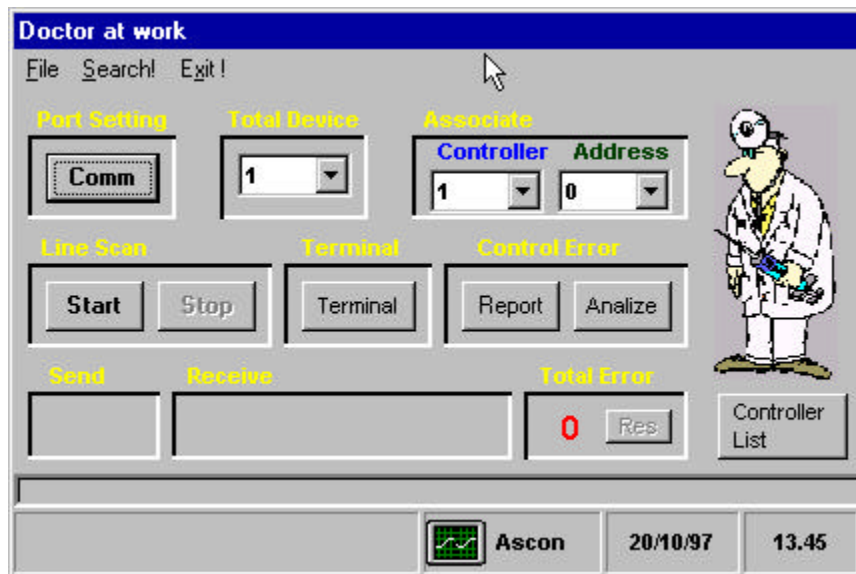 Doctor at work
File Search! Exit !
Port Setting Total Device Associate
Controller Address
Comm 1 1 0
Line Scan Terminal Control Error
Start Stop Terminal Report Analize
Send Receive Total Error
0 Res
Controller
List
Ascon 20/10/97 13.45